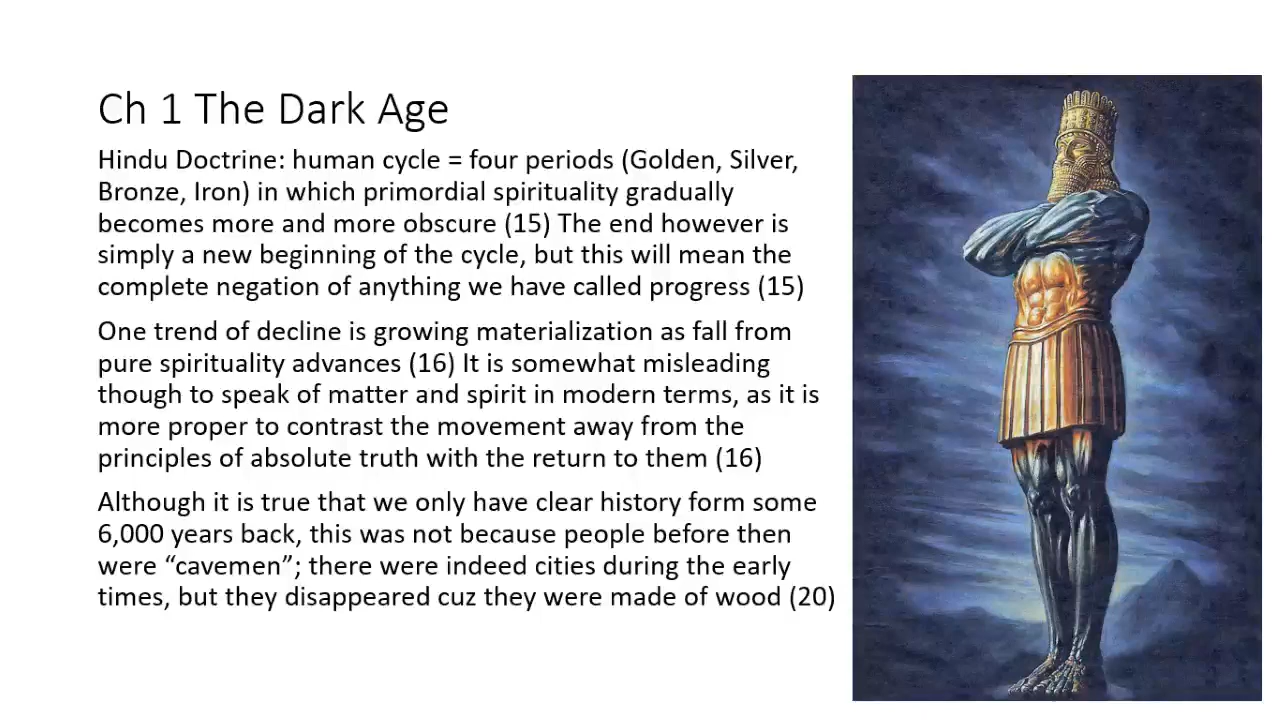 Ch 1 The Dark Age
Hindu Doctrine: human cycle = four periods (Golden, Silver,
Bronze, Iron) in which primordial spirituality gradually
becomes more and more obscure (15) The end however is
simply a new beginning of the cycle, but this will mean the
complete negation of anything we have called progress (15)
One trend of decline is growing materialization as fall from
pure spirituality advances (16) It is somewhat misleading
though to speak of matter and spirit in modern terms, as it is
more proper to contrast the movement away from the
principles of absolute truth with the return to them (16)
Although it is true that we only have clear history form some
6,000 years back, this was not because people before then
were “cavemen”; there were indeed cities during the early
times, but they disappeared cuz they were made of wood (20)